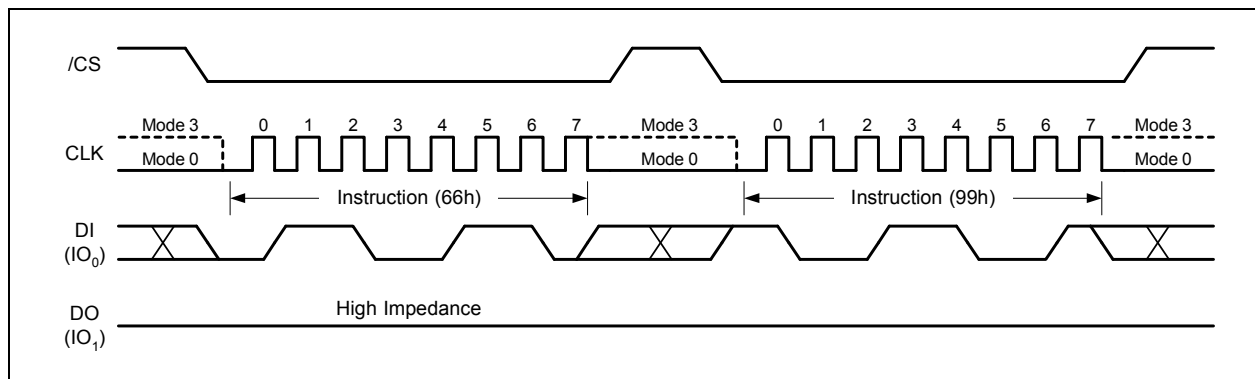 /CS
Mode 3 0 1 2 3 4 5 6 7 Mode 3 0 1 2 3 4 5 6 7 Mode 3
CLK
Mode 0 Mode 0 Mode 0
Instruction (66h) Instruction (99h)
DI
(IO₀)
High Impedance
DO
(IO₁)